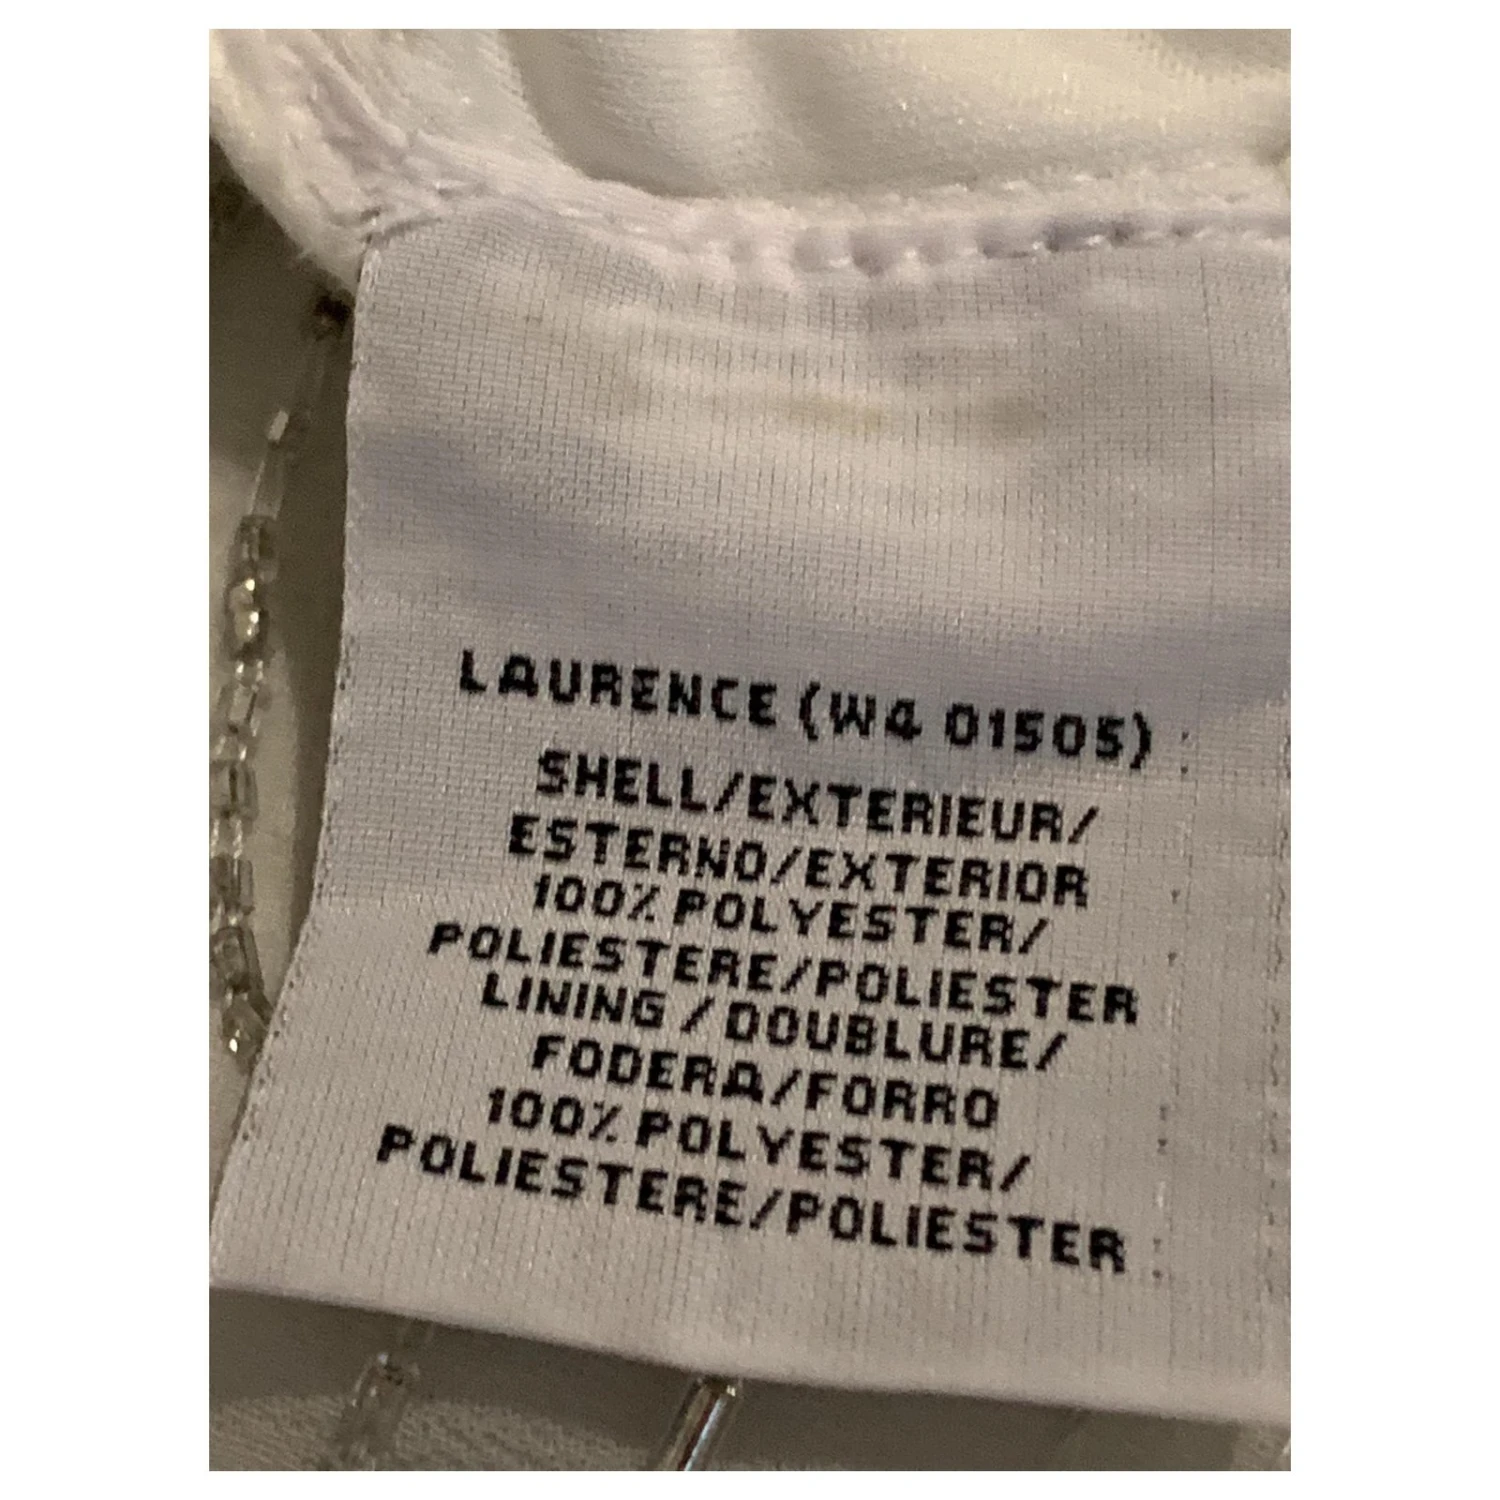 LAURENCE (W4 01505)
SHELL/EXTERIEUR/
ESTERNO/EXTERIOR
100% POLYESTER/
POLIESTERE/POLIESTER
LINING / DOUBLURE/
FODERA/FORRO
100% POLYESTER/
POLIESTERE/POLIESTER